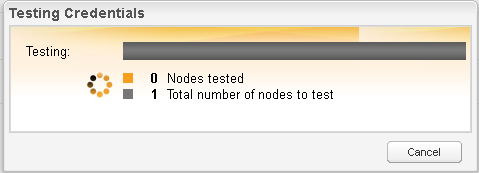 Testing Credentials
Testing:
0 Nodes tested
1 Total number of nodes to test
Cancel